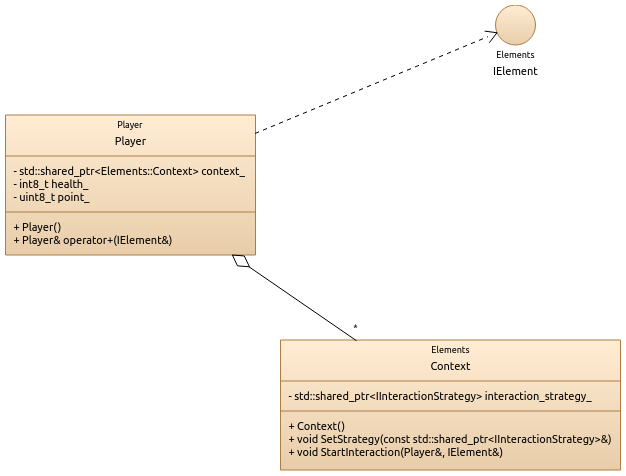 Elements
IElement
Player
Player
- std::shared_ptr<Elements::Context> context_
- int8_t health_
- uint8_t point_
+ Player()
+ Player& operator+(IElement&)
*
Elements
Context
- std::shared_ptr<IInteractionStrategy> interaction_strategy_
+ Context()
+ void SetStrategy(const std::shared_ptr<IInteractionStrategy>&)
+ void StartInteraction(Player&, IElement&)